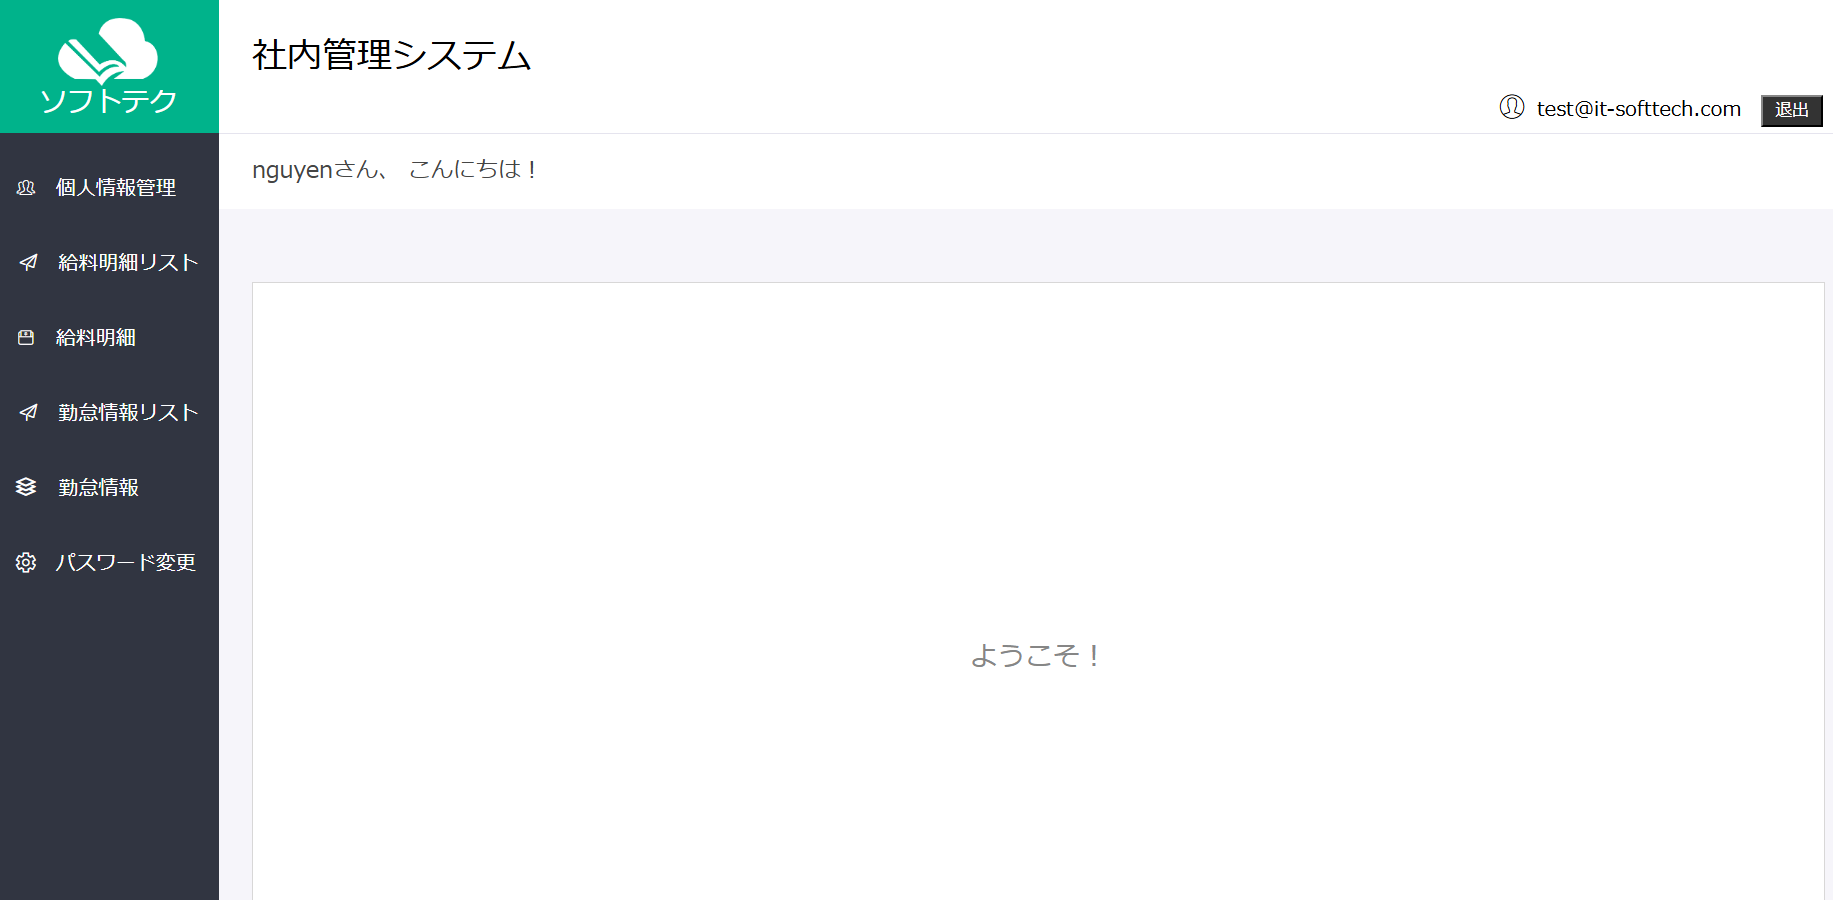 ソフトテク
社内管理システム
test@it-softtech.com 退出
nguyenさん、 こんにちは！
個人情報管理
給料明細リスト
給料明細
勤怠情報リスト
勤怠情報
パスワード変更
ようこそ！